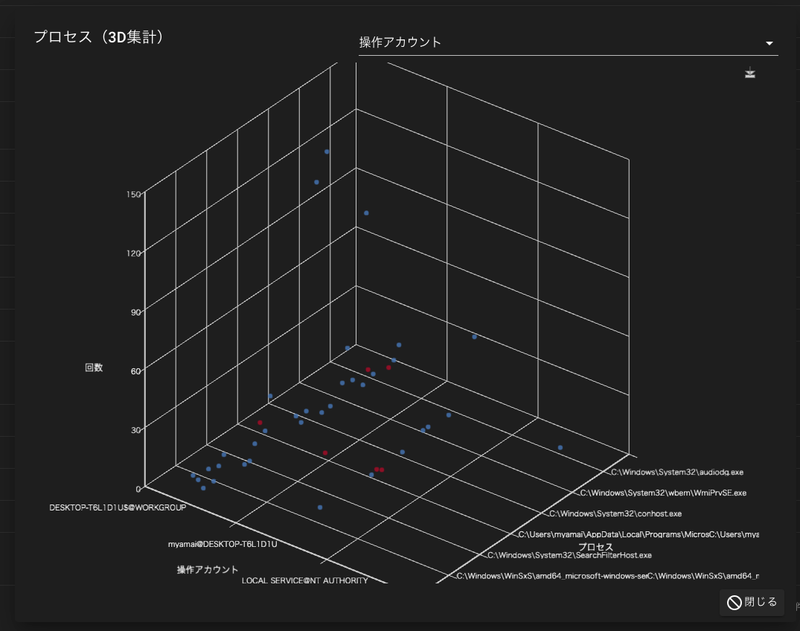 プロセス（3D集計）
操作アカウント
150
120
90
回数
60
30
0
C:\Windows\System32\audiodg.exe
C:\Windows\System32\wbem\WmiPrvSE.exe
DESKTOP-T6L1D1U$@WORKGROUP
C:\Windows\System32\conhost.exe
C:\Users\myamai\AppData\Local\Programs\MicrosC:\Users\mya
myamai@DESKTOP-T6L1D1U
プロセス
C:\Windows\System32\SearchFilterHost.exe
操作アカウント
C:\Windows\WinSxS\amd64_microsoft-windows-serC:\Windows\WinSxS\amd64_r
LOCAL SERVICE@NT AUTHORITY
閉じる